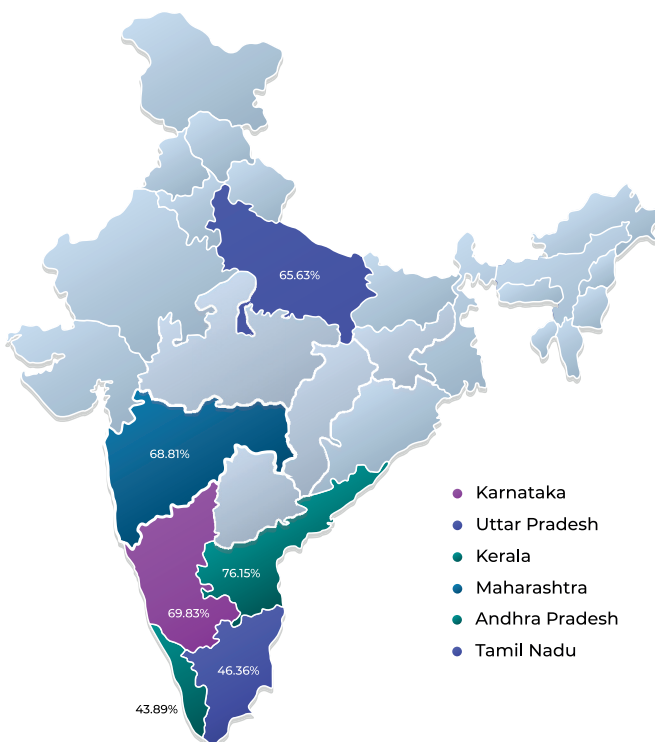 65.63%
68.81%
76.15%
69.83%
46.36%
43.89%
Karnataka
Uttar Pradesh
Kerala
Maharashtra
Andhra Pradesh
Tamil Nadu